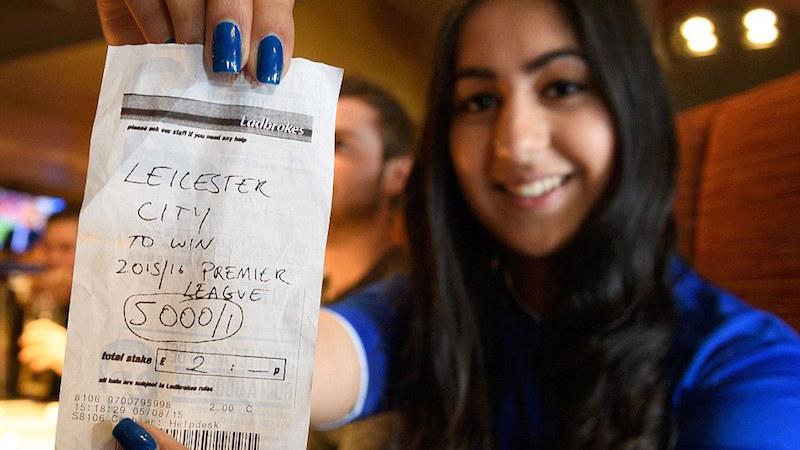 Ladbrokes
please ask our staff if you need any help
LEICESTER
CITY
TO WIN
2015/16 PREMIER
LEAGUE
5000/1
total stake £ 2 : — p
all bets are subject to Ladbrokes rules
8106 9700795998
15:18:29 05/08/15 2.00 C
S8106 Helpdesk